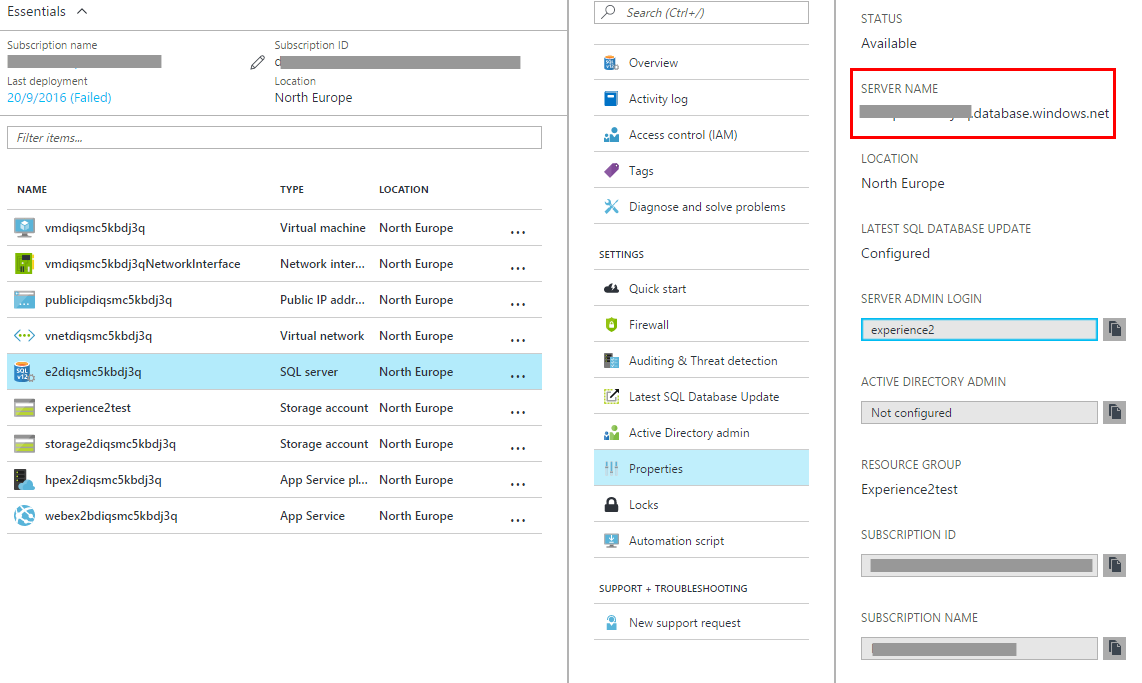 Essentials
Subscription name
Subscription ID
Last deployment
20/9/2016 (Failed)
Location
North Europe
Filter items...
NAME TYPE LOCATION
vmdiqsmc5kbdj3q Virtual machine North Europe ...
vmdiqsmc5kbdj3qNetworkInterface Network inter... North Europe ...
publicipdiqsmc5kbdj3q Public IP addr... North Europe ...
vnetdiqsmc5kbdj3q Virtual network North Europe ...
e2diqsmc5kbdj3q SQL server North Europe ...
experience2test Storage account North Europe ...
storage2diqsmc5kbdj3q Storage account North Europe ...
hpex2diqsmc5kbdj3q App Service pl... North Europe ...
webex2bdiqsmc5kbdj3q App Service North Europe ...
Search (Ctrl+/)
Overview
Activity log
Access control (IAM)
Tags
Diagnose and solve problems
SETTINGS
Quick start
Firewall
Auditing & Threat detection
Latest SQL Database Update
Active Directory admin
Properties
Locks
Automation script
SUPPORT + TROUBLESHOOTING
New support request
STATUS
Available
SERVER NAME
.database.windows.net
LOCATION
North Europe
LATEST SQL DATABASE UPDATE
Configured
SERVER ADMIN LOGIN
experience2
ACTIVE DIRECTORY ADMIN
Not configured
RESOURCE GROUP
Experience2test
SUBSCRIPTION ID
SUBSCRIPTION NAME